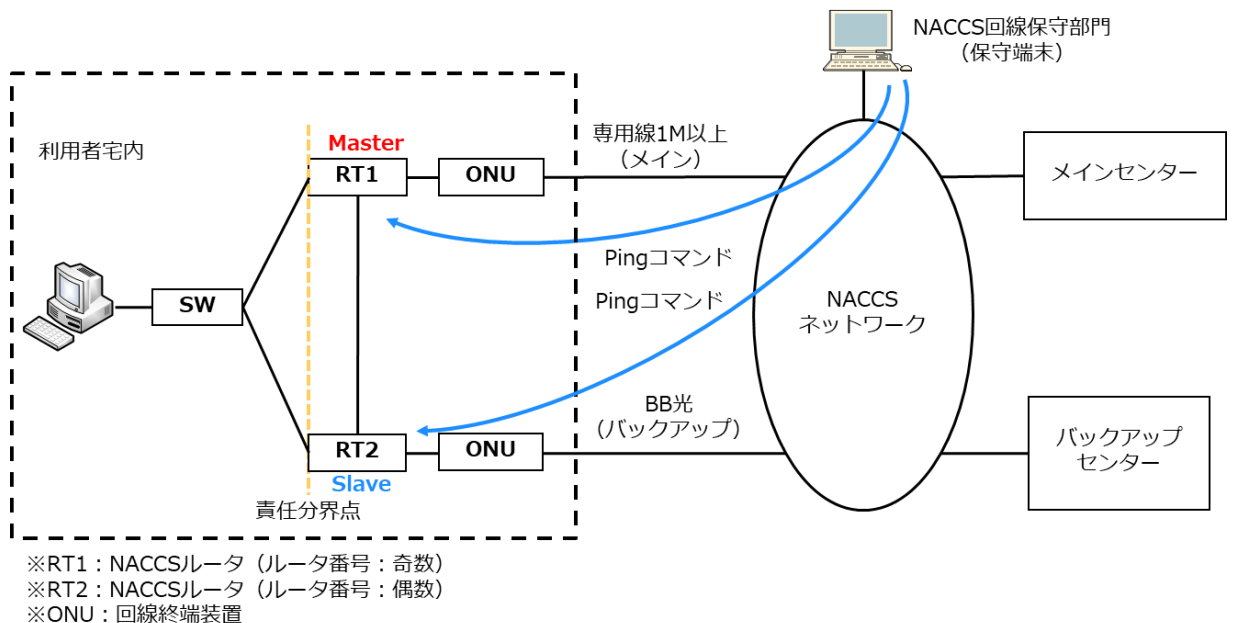 NACCS回線保守部門
（保守端末）
利用者宅内
Master
RT1
ONU
専用線1M以上
（メイン）
メインセンター
Pingコマンド
Pingコマンド
SW
NACCS
ネットワーク
BB光
（バックアップ）
RT2
ONU
Slave
バックアップ
センター
責任分界点
※RT1：NACCSルータ（ルータ番号：奇数）
※RT2：NACCSルータ（ルータ番号：偶数）
※ONU：回線終端装置